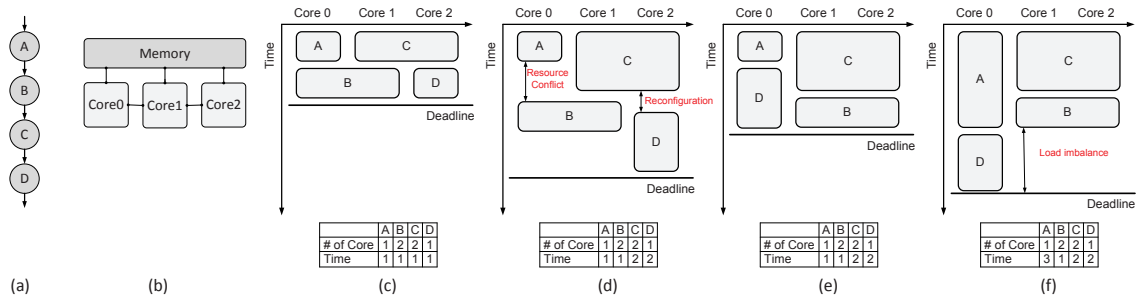 A
B
C
D
(a)
Memory
Core0 Core1 Core2
(b)
Core 0 Core 1 Core 2
Time
A C
B D
Deadline
A B C D
# of Core 1 2 2 1
Time 1 1 1 1
(c)
Core 0 Core 1 Core 2
Time
A
C
Resource
Conflict
Reconfiguration
B
D
Deadline
A B C D
# of Core 1 2 2 1
Time 1 1 2 2
(d)
Core 0 Core 1 Core 2
Time
A
C
D
B
Deadline
A B C D
# of Core 1 2 2 1
Time 1 1 2 2
(e)
Core 0 Core 1 Core 2
Time
C
A
B
Load imbalance
D
Deadline
A B C D
# of Core 1 2 2 1
Time 3 1 2 2
(f)